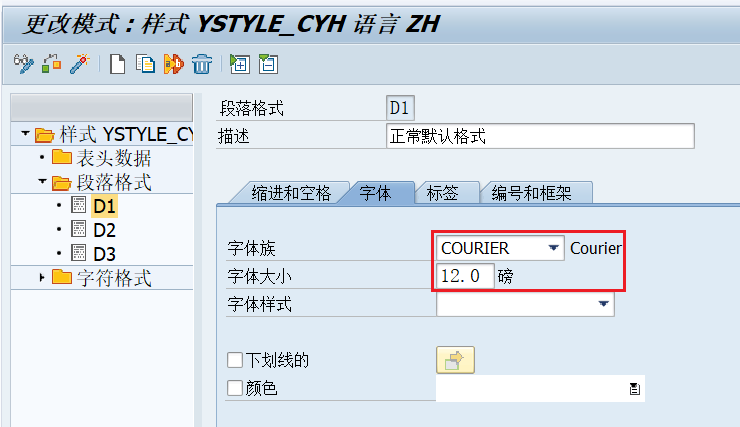 更改模式：样式 YSTYLE_CYH 语言 ZH
样式 YSTYLE_CY
表头数据
段落格式
D1
D2
D3
字符格式
段落格式 D1
描述 正常默认格式
缩进和空格 字体 标签 编号和框架
字体族 COURIER Courier
字体大小 12.0 磅
字体样式
下划线的
颜色